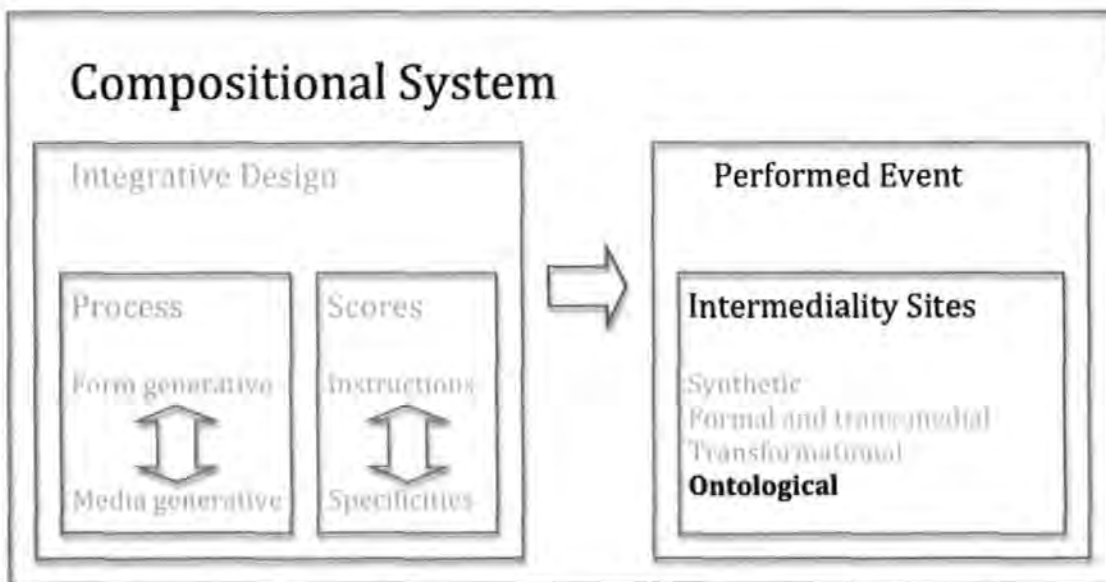 Compositional System
Integrative Design
Process
Form generative
Media generative
Scores
Instructions
Specificities
Performed Event
Intermediality Sites
Synthetic
Formal and transmedial
Transformational
Ontological